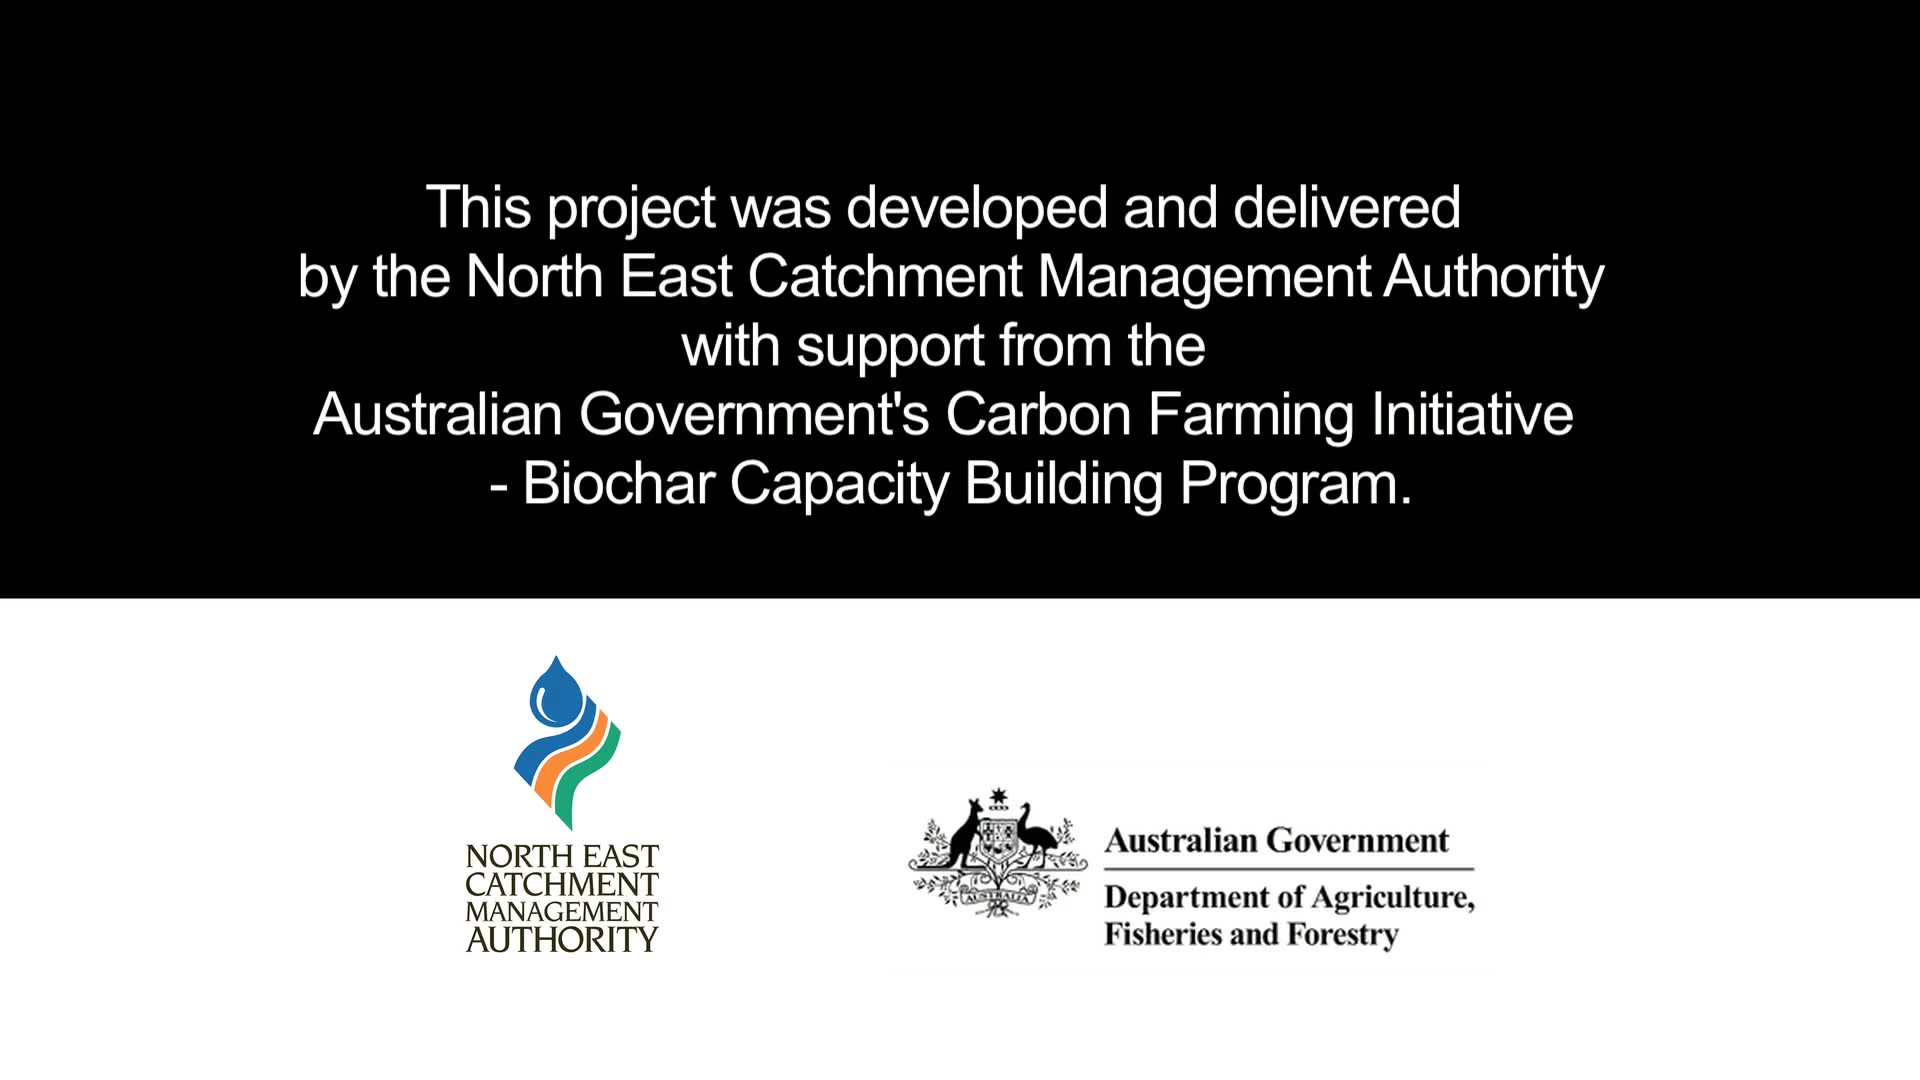 This project was developed and delivered
by the North East Catchment Management Authority
with support from the
Australian Government's Carbon Farming Initiative
- Biochar Capacity Building Program.
NORTH EAST
CATCHMENT
MANAGEMENT
AUTHORITY
AUSTRALIA
Australian Government
Department of Agriculture,
Fisheries and Forestry